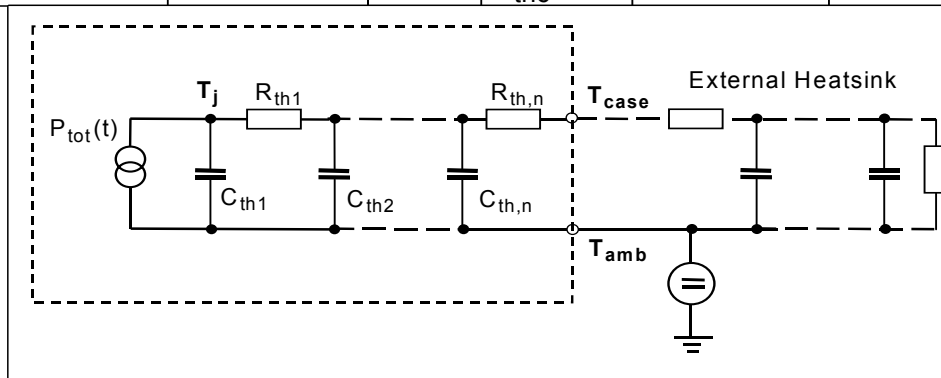 T_j
R_th1
R_th,n
T_case
External Heatsink
P_tot(t)
C_th1
C_th2
C_th,n
T_amb